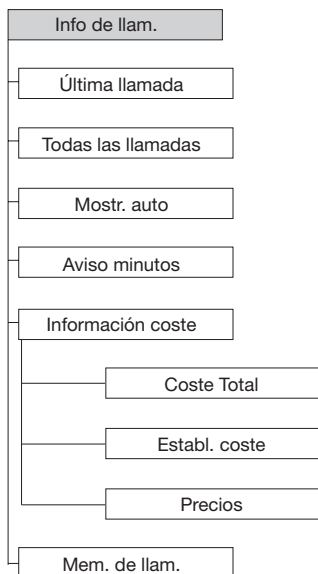 Info de llam.
Última llamada
Todas las llamadas
Mostr. auto
Aviso minutos
Información coste
Coste Total
Establ. coste
Precios
Mem. de llam.